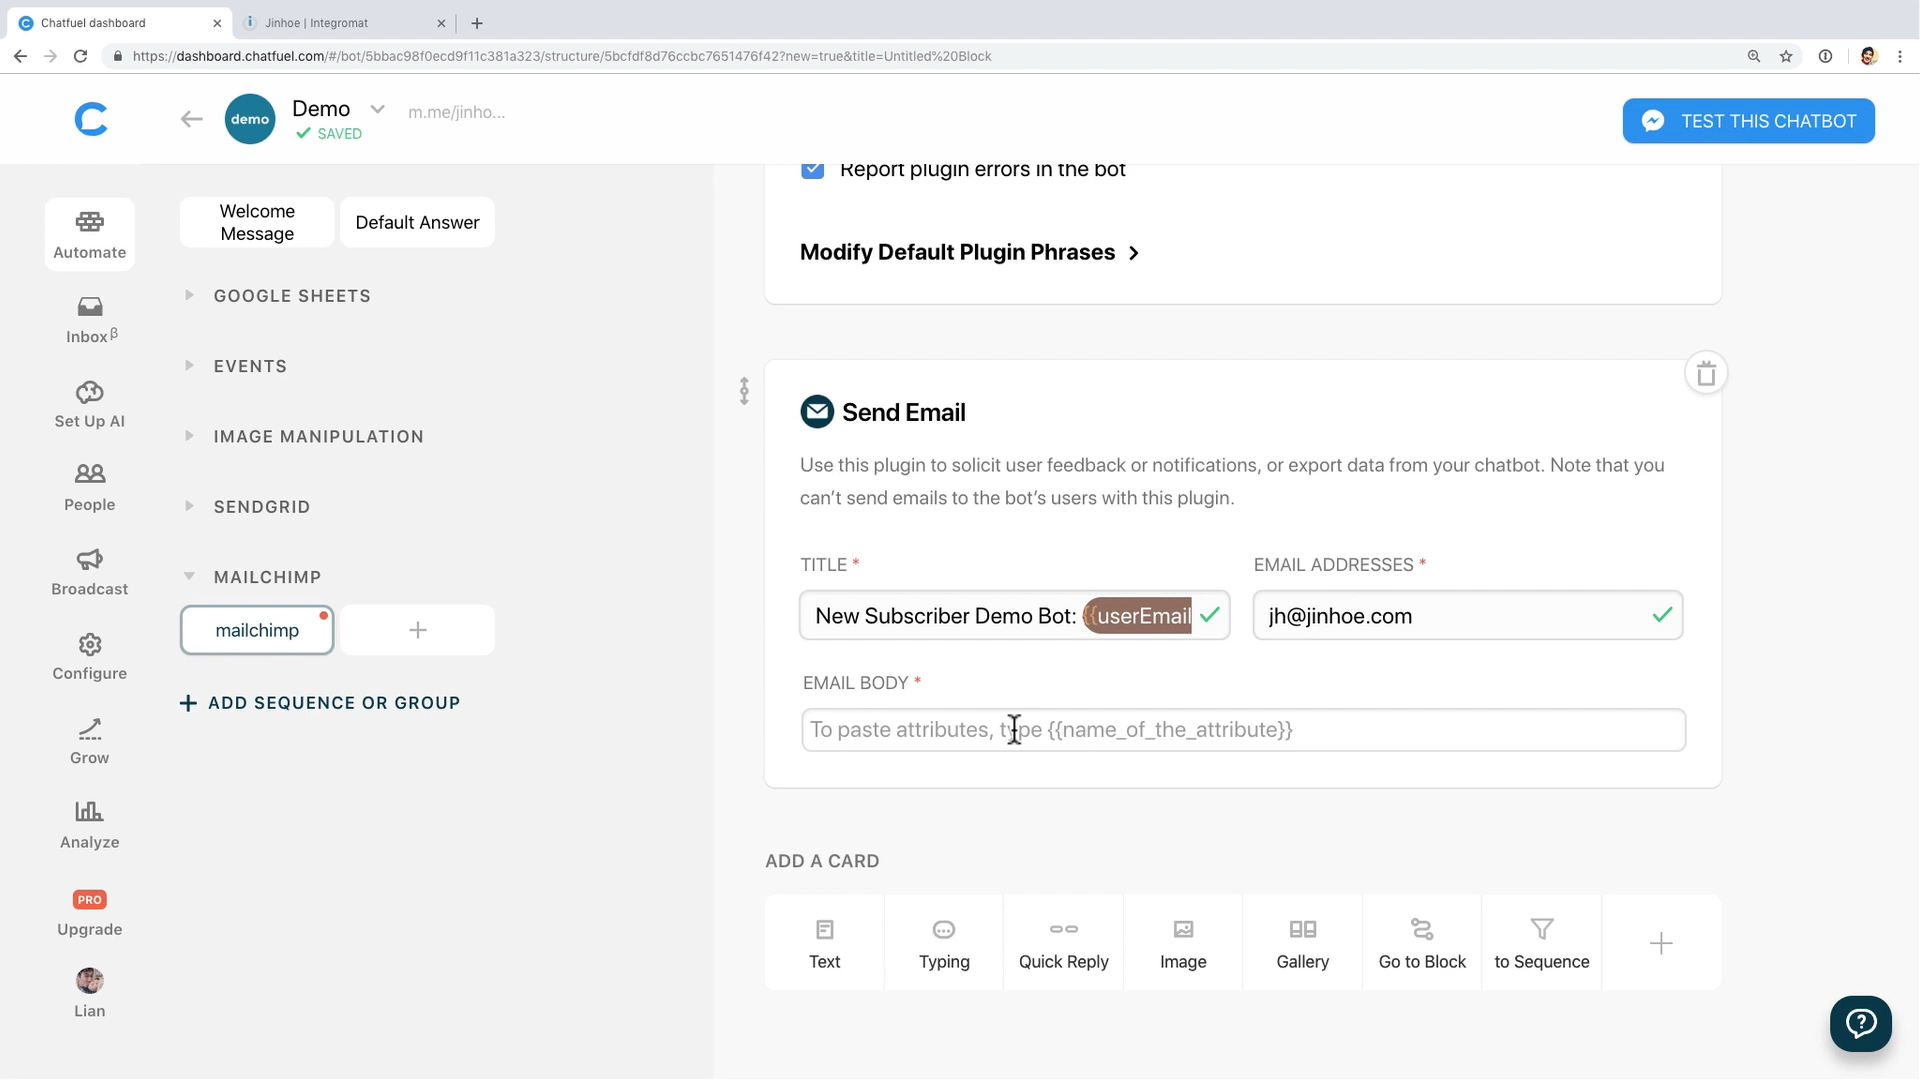 Chatfuel dashboard
Jinhoe | Integromat
https://dashboard.chatfuel.com/#/bot/5bbac98f0ecd9f11c381a323/structure/5bcfdf8d76ccbc7651476f42?new=true&title=Untitled%20Block
demo
Demo
m.me/jinho...
SAVED
TEST THIS CHATBOT
Automate
Inboxβ
Set Up AI
People
Broadcast
Configure
Grow
Analyze
PRO
Upgrade
Lian
Welcome
Message
Default Answer
GOOGLE SHEETS
EVENTS
IMAGE MANIPULATION
SENDGRID
MAILCHIMP
mailchimp
ADD SEQUENCE OR GROUP
Report plugin errors in the bot
Modify Default Plugin Phrases
Send Email
Use this plugin to solicit user feedback or notifications, or export data from your chatbot. Note that you
can't send emails to the bot's users with this plugin.
TITLE *
EMAIL ADDRESSES *
New Subscriber Demo Bot: {{userEmail
jh@jinhoe.com
EMAIL BODY *
To paste attributes, type {{name_of_the_attribute}}
ADD A CARD
Text
Typing
Quick Reply
Image
Gallery
Go to Block
to Sequence